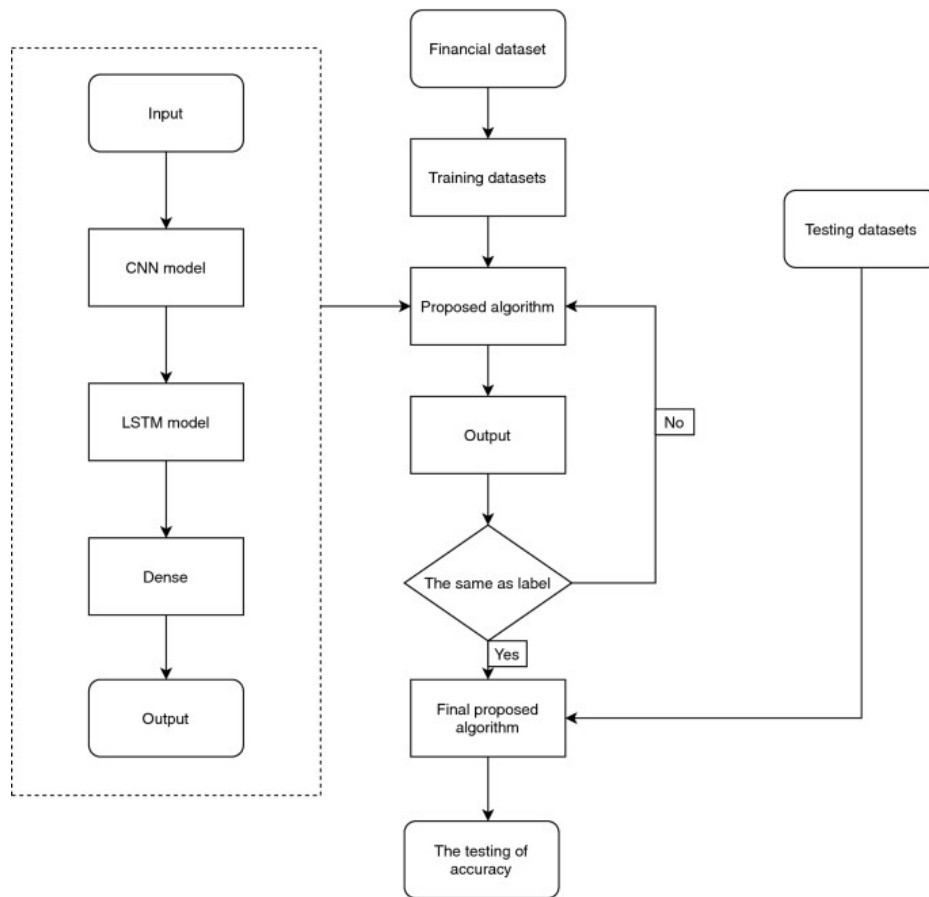 Input
CNN model
LSTM model
Dense
Output
Financial dataset
Training datasets
Proposed algorithm
Output
No
The same as label
Yes
Final proposed
algorithm
The testing of
accuracy
Testing datasets